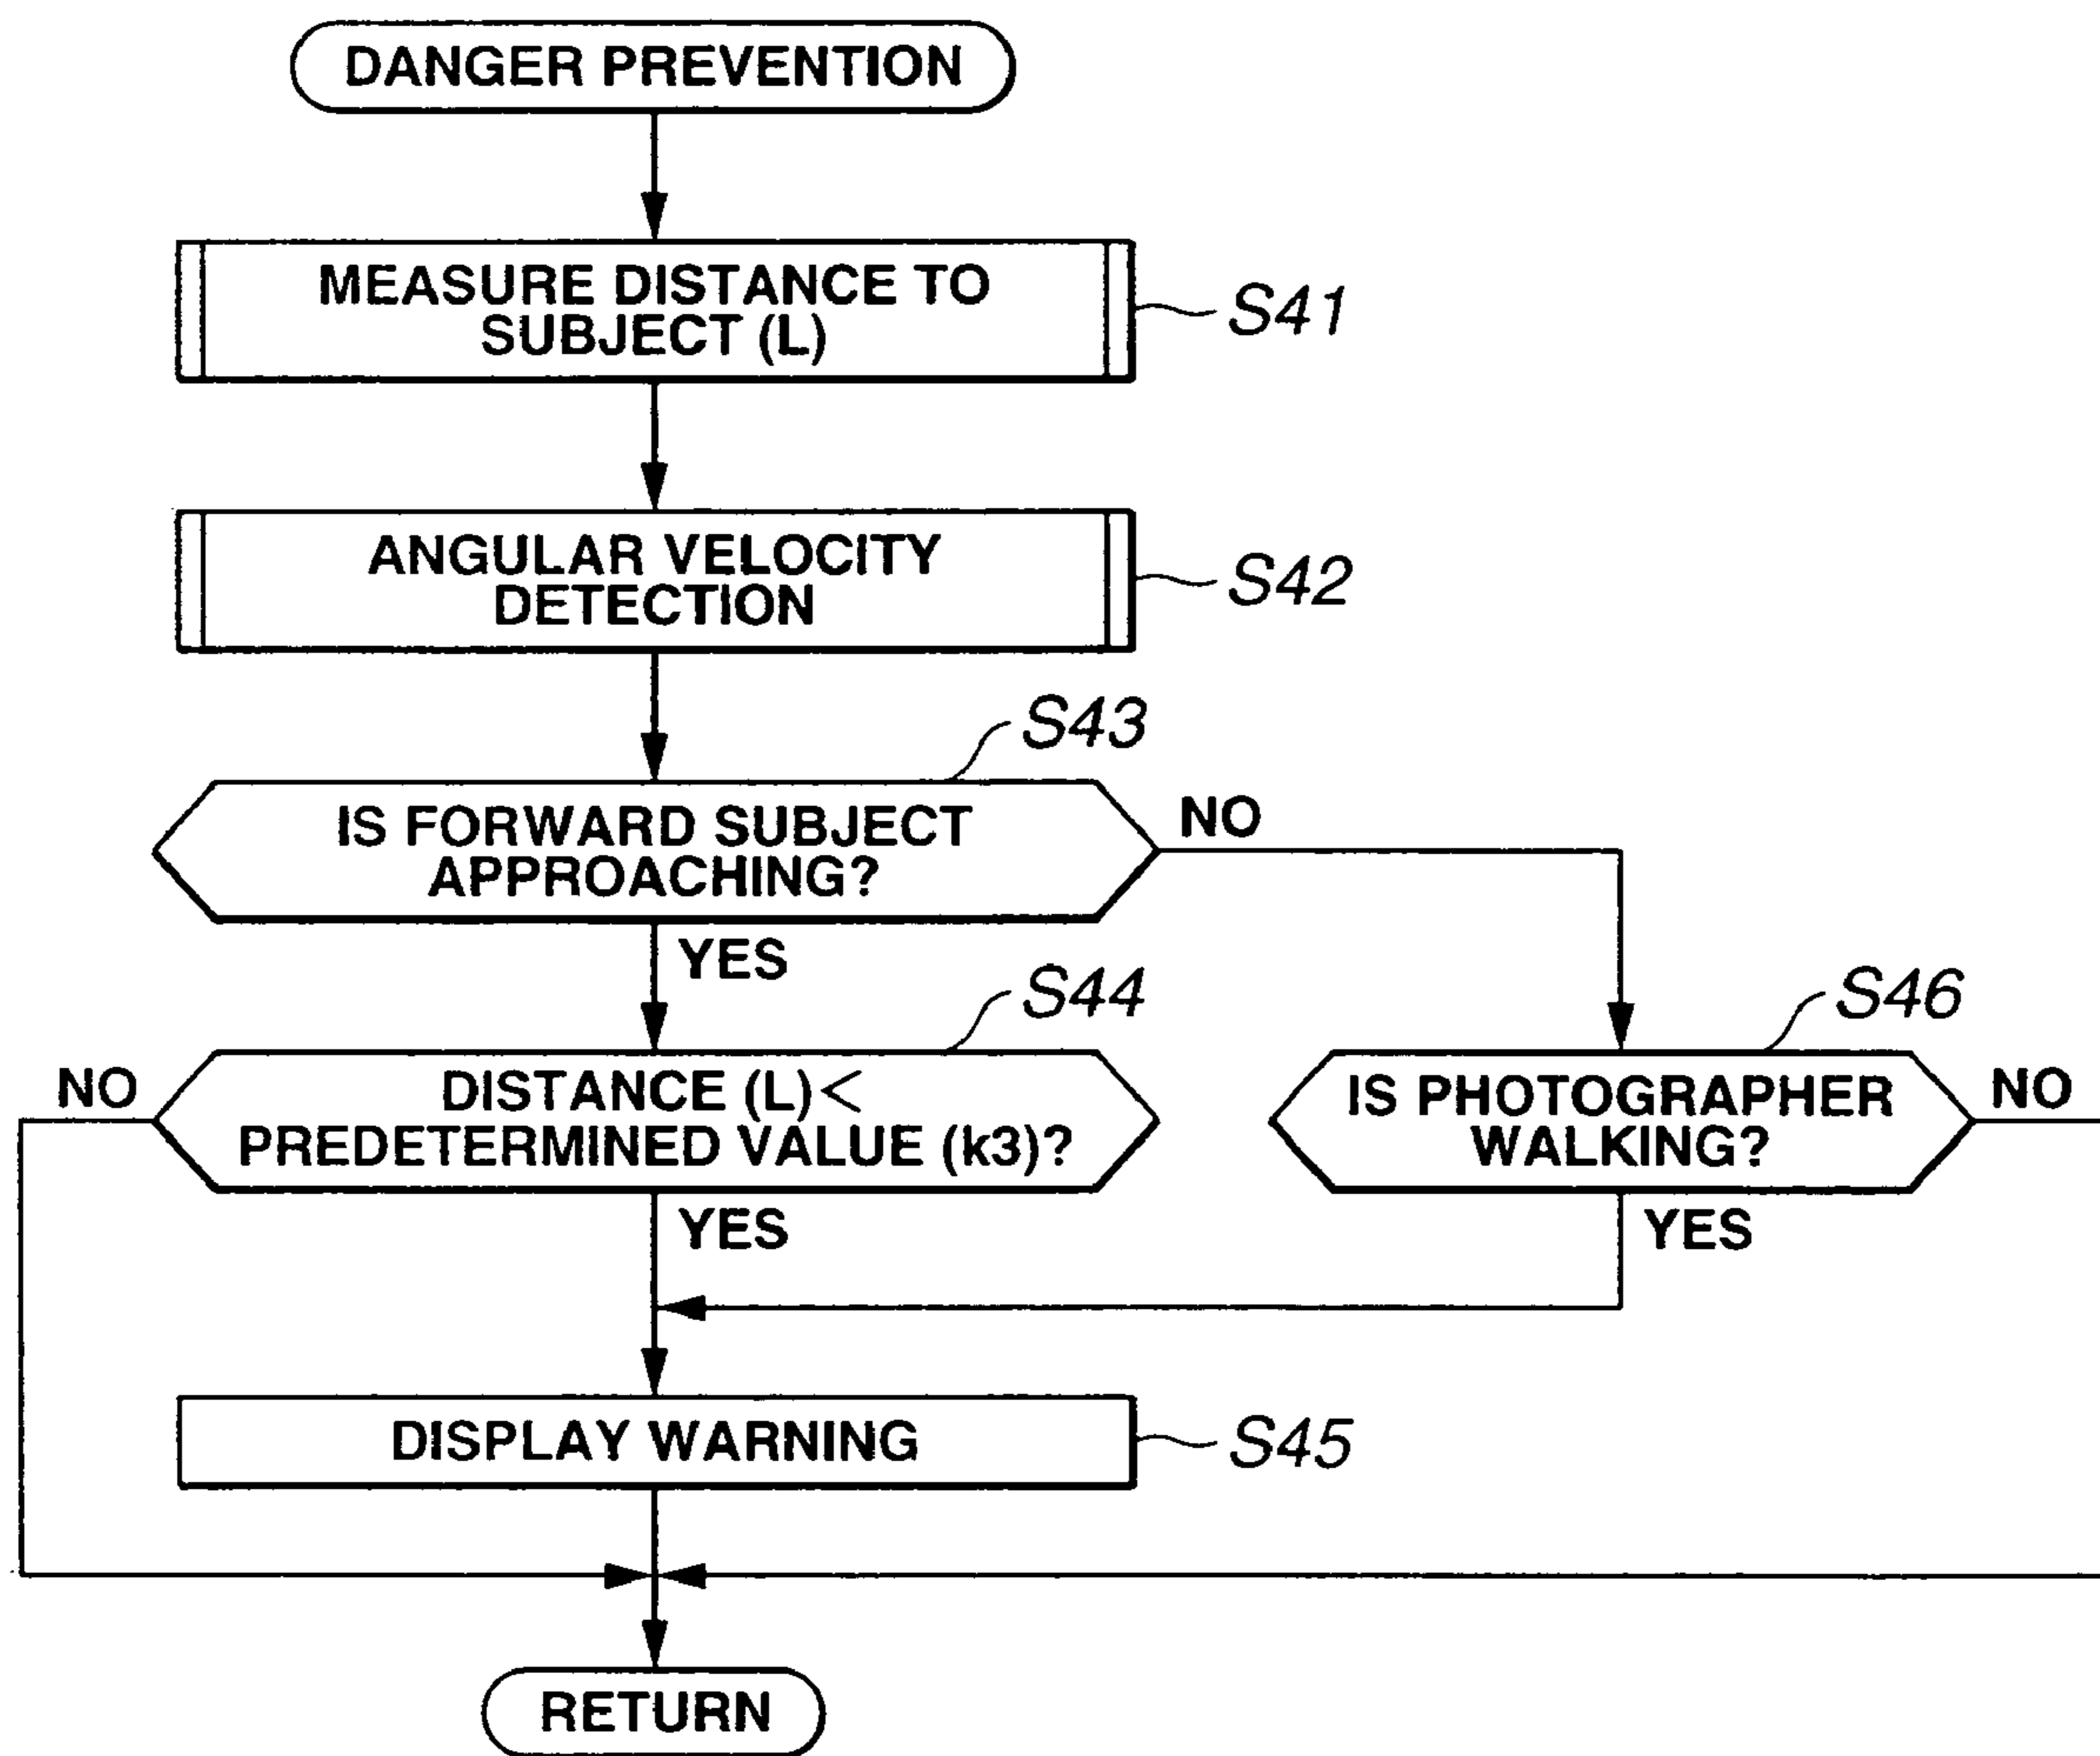 DANGER PREVENTION
MEASURE DISTANCE TO
SUBJECT (L)
S41
ANGULAR VELOCITY
DETECTION
S42
S43
IS FORWARD SUBJECT
APPROACHING?
NO
YES
S44
S46
NO
DISTANCE (L)<
PREDETERMINED VALUE (k3)?
IS PHOTOGRAPHER
WALKING?
NO
YES
YES
DISPLAY WARNING
S45
RETURN